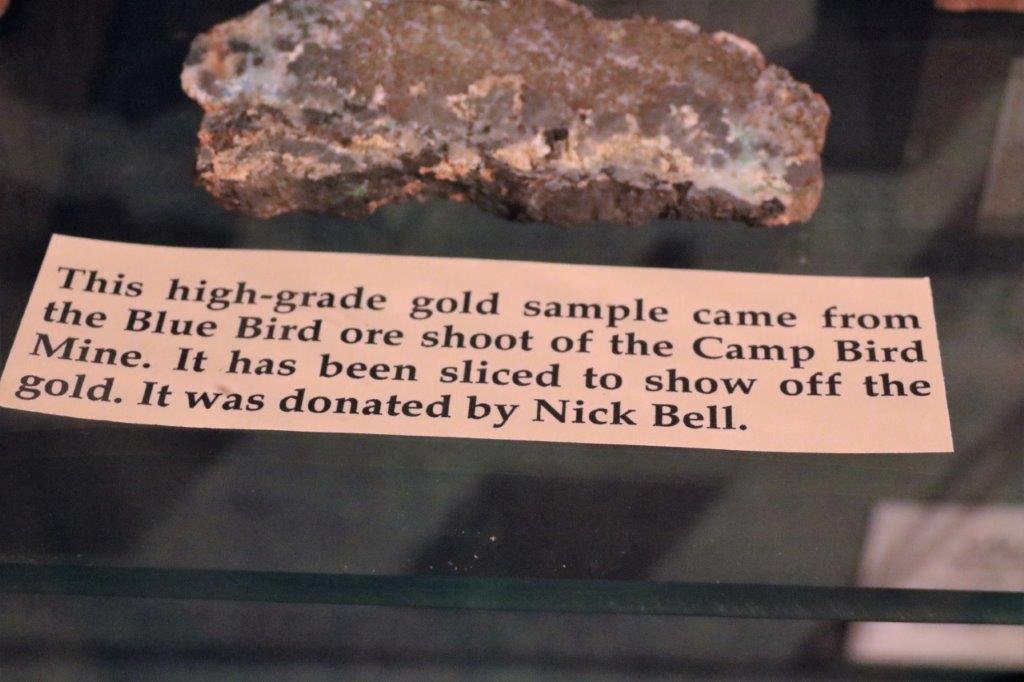 This high-grade gold sample came from
the Blue Bird ore shoot of the Camp Bird
Mine. It has been sliced to show off the
gold. It was donated by Nick Bell.